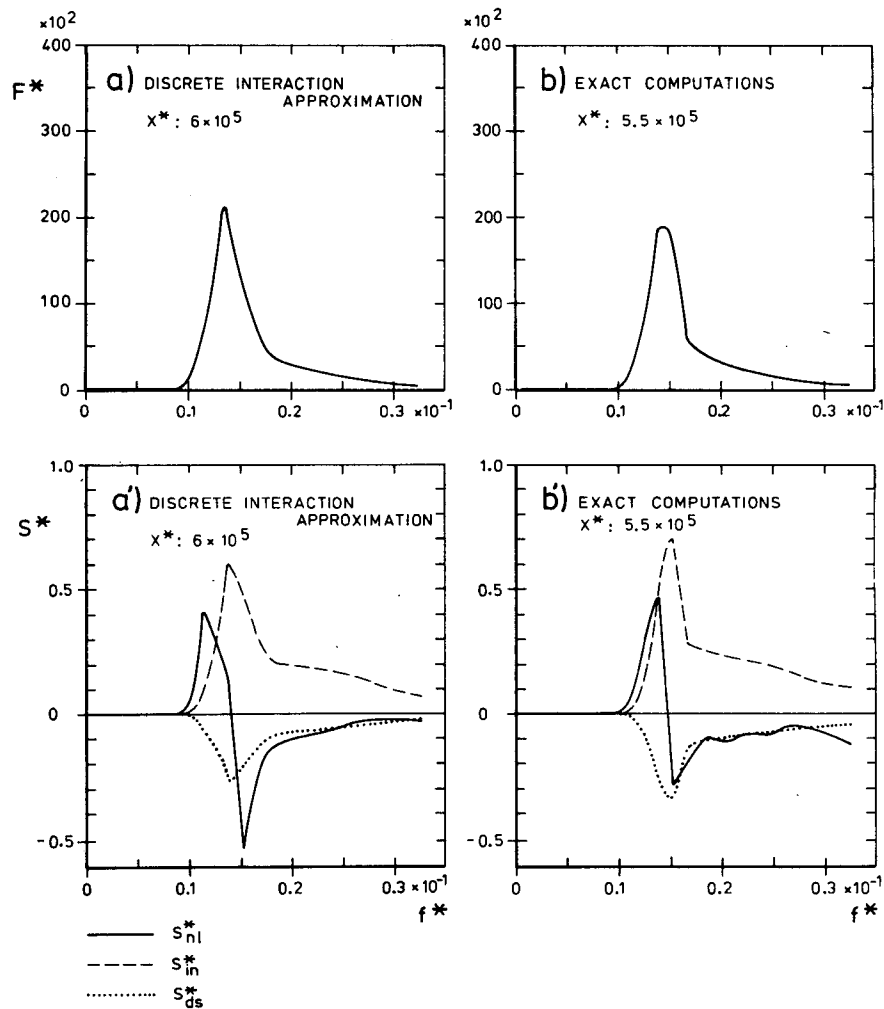 ×10²
400
F*
300
200
100
0
a) DISCRETE INTERACTION
APPROXIMATION
X* : 6 × 10⁵
0 0.1 0.2 0.3 ×10⁻¹
×10²
400
300
200
100
0
b) EXACT COMPUTATIONS
X* : 5.5 × 10⁵
0 0.1 0.2 0.3 ×10⁻¹
1.0
S*
0.5
0
-0.5
a') DISCRETE INTERACTION
APPROXIMATION
X* : 6 × 10⁵
0 0.1 0.2 0.3 ×10⁻¹
f*
1.0
0.5
0
-0.5
b') EXACT COMPUTATIONS
X* : 5.5 × 10⁵
0 0.1 0.2 0.3 ×10⁻¹
f*
S*nl
S*in
S*ds